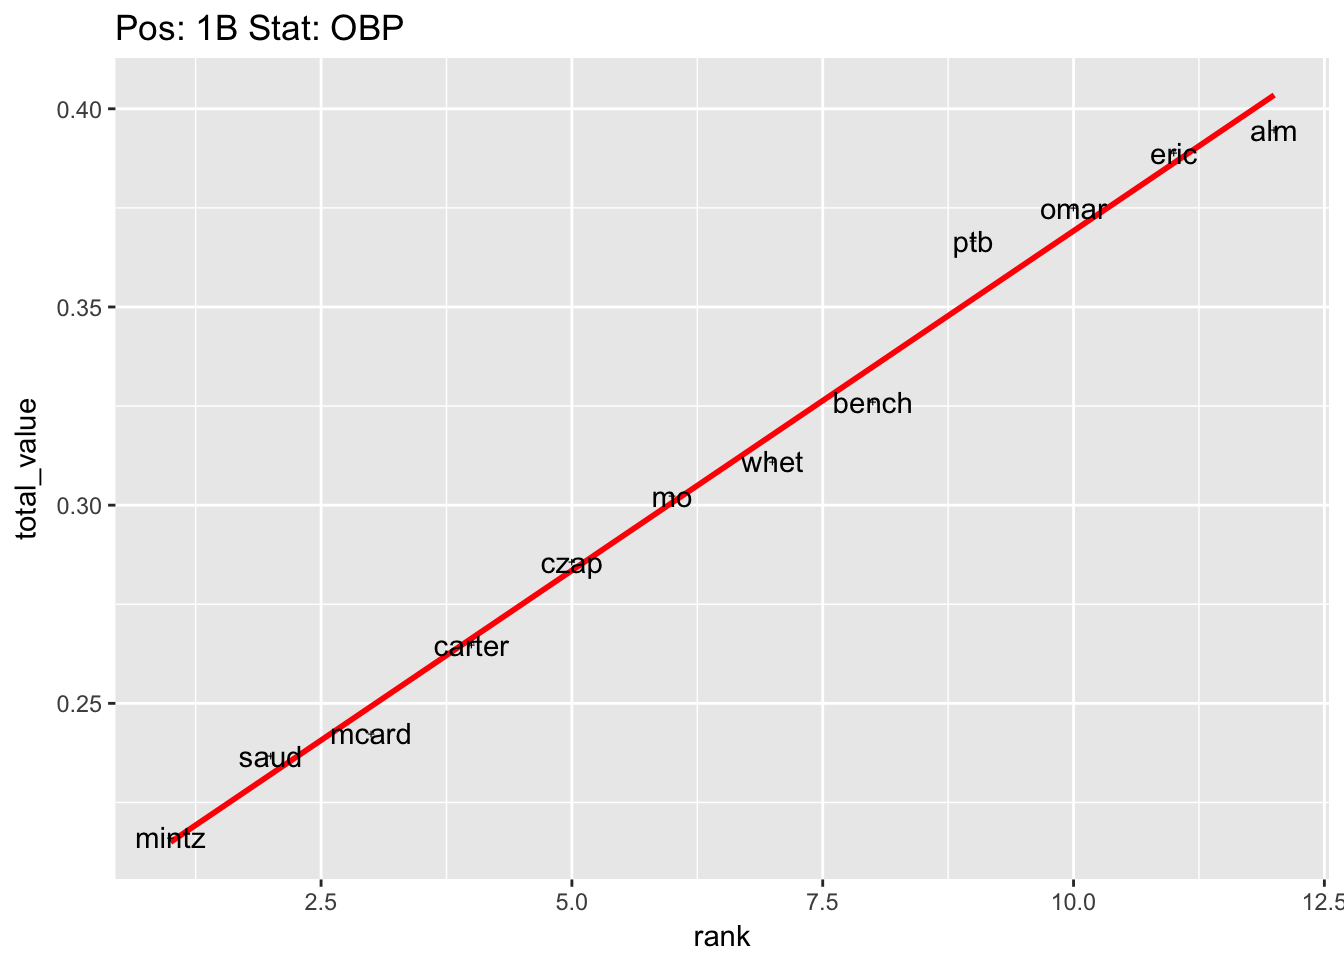 Pos: 1B Stat: OBP
0.40
0.35
0.30
0.25
total_value
alm
eric
omar
ptb
bench
whet
mo
czap
carter
mcard
saud
mintz
2.5 5.0 7.5 10.0 12.5
rank